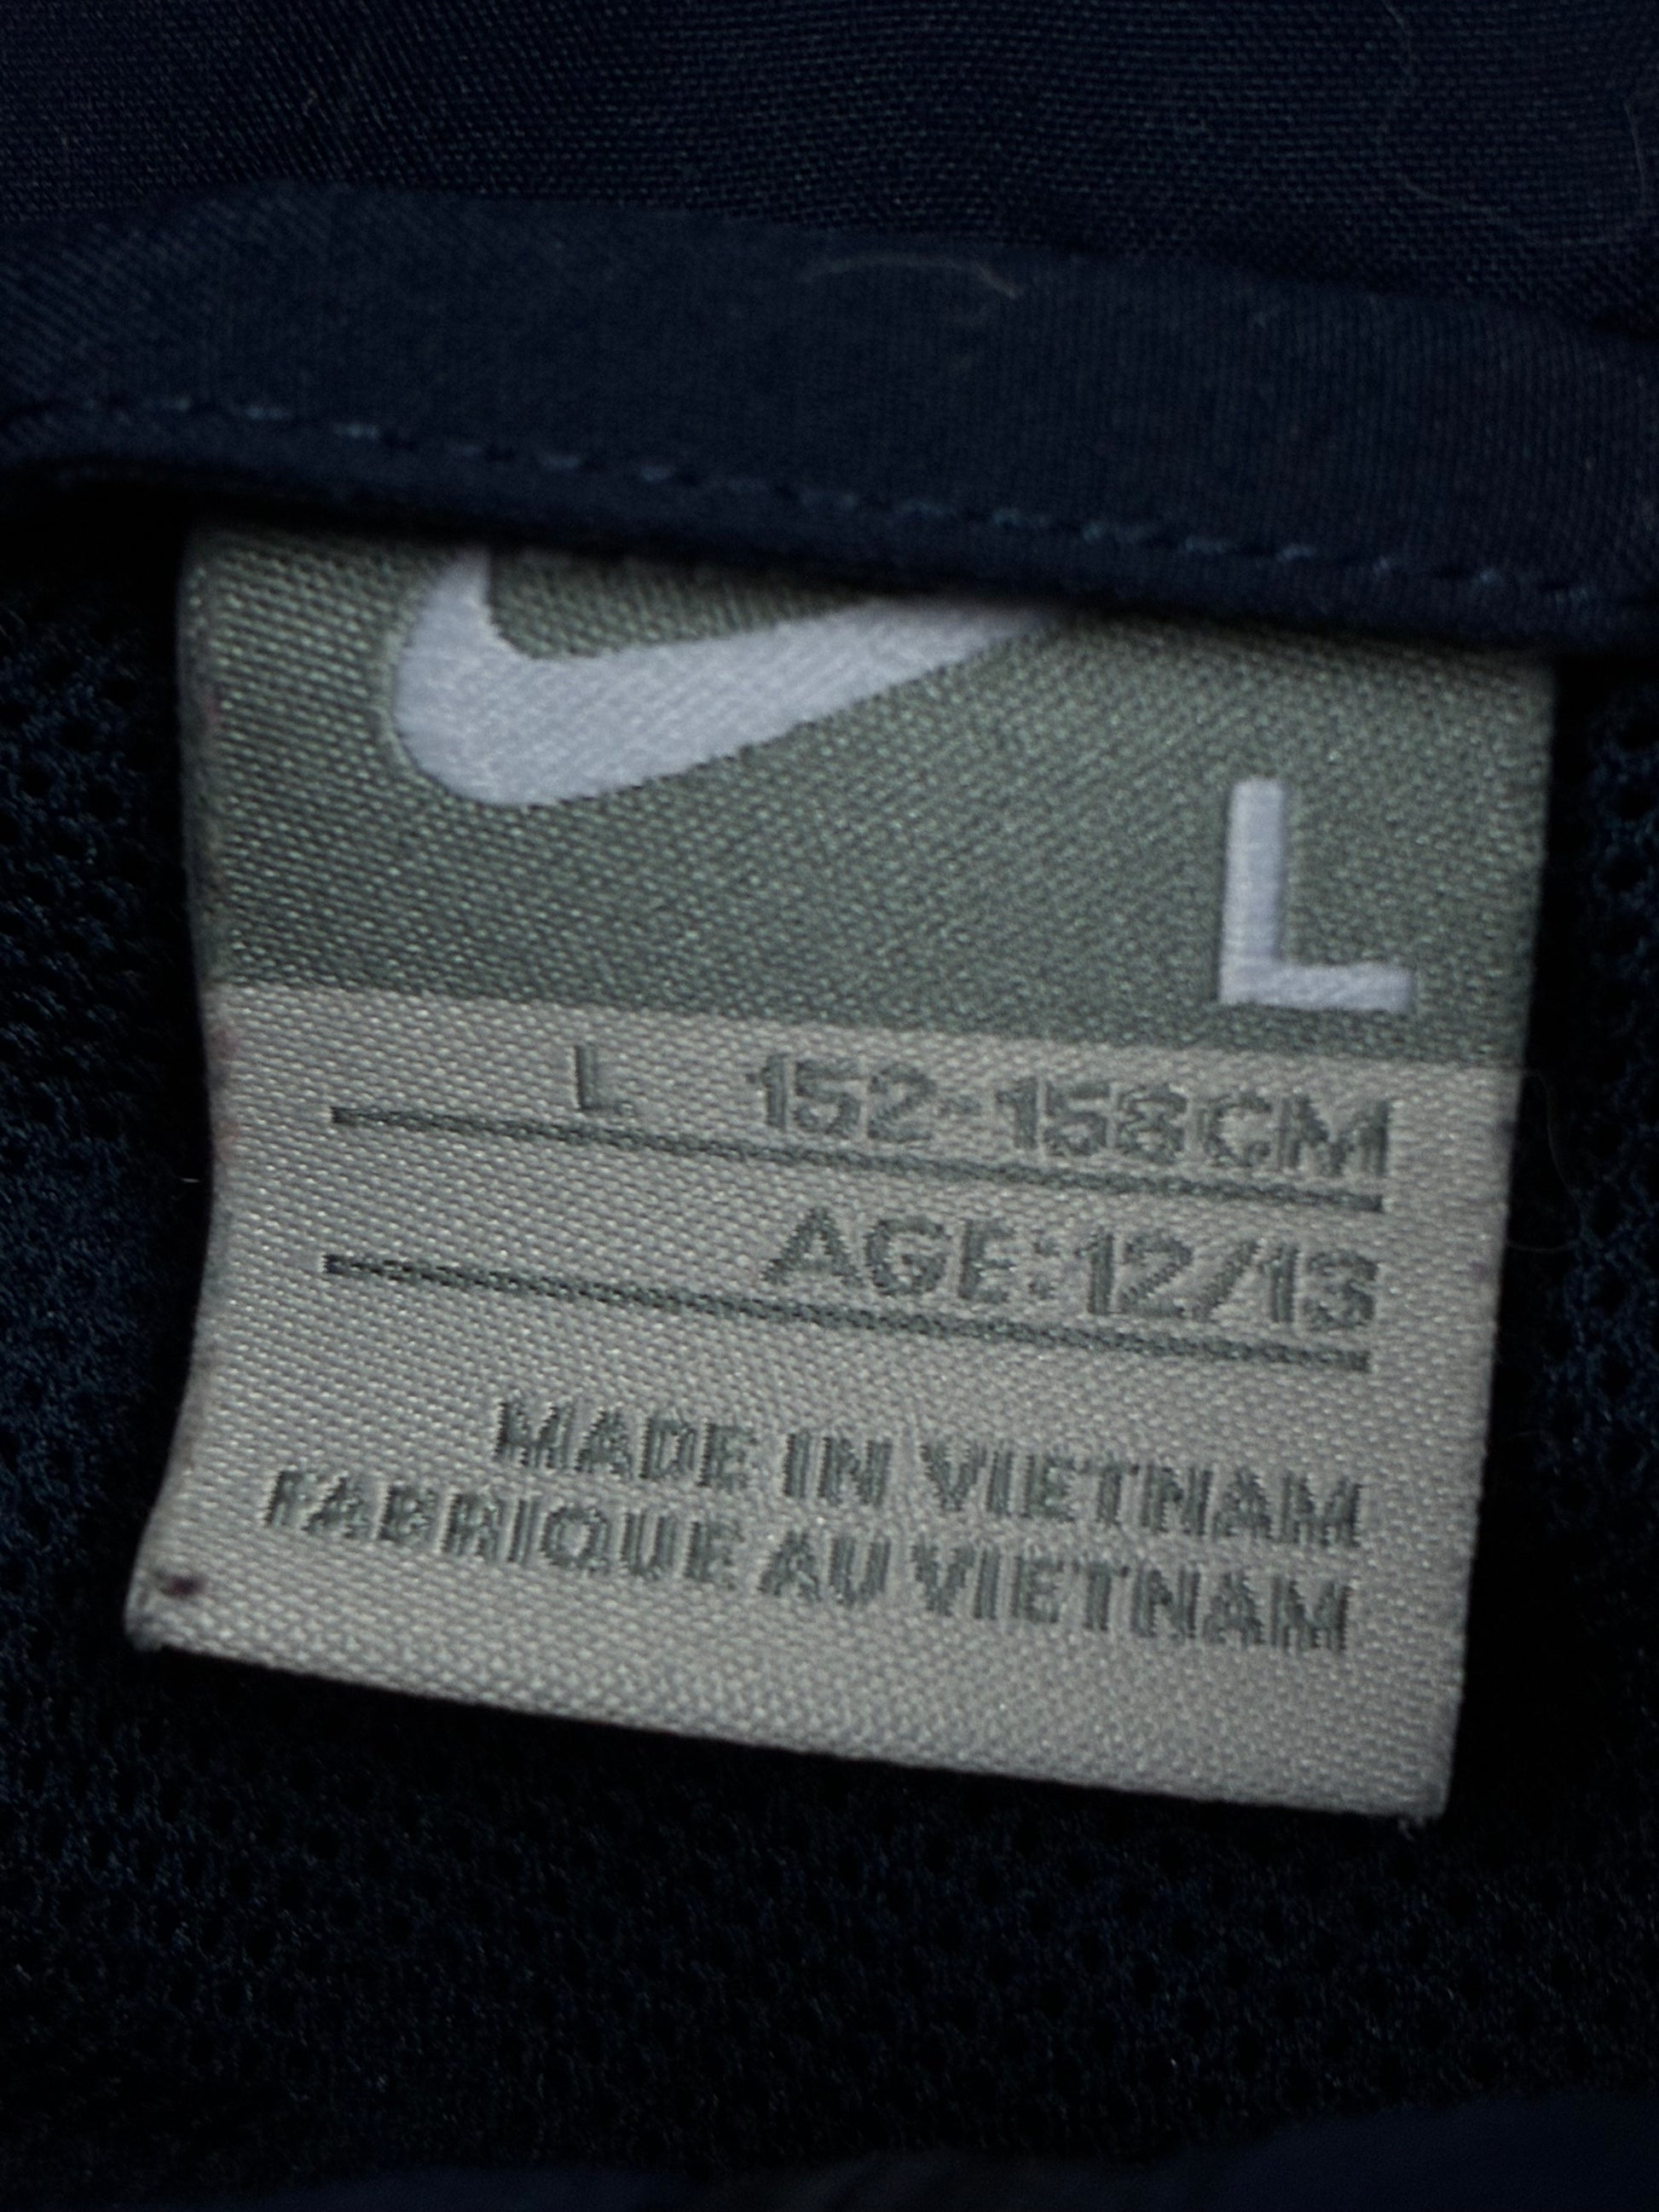 L
L 152-158CM
AGE:12/13
MADE IN VIETNAM
FABRIQUE AU VIETNAM